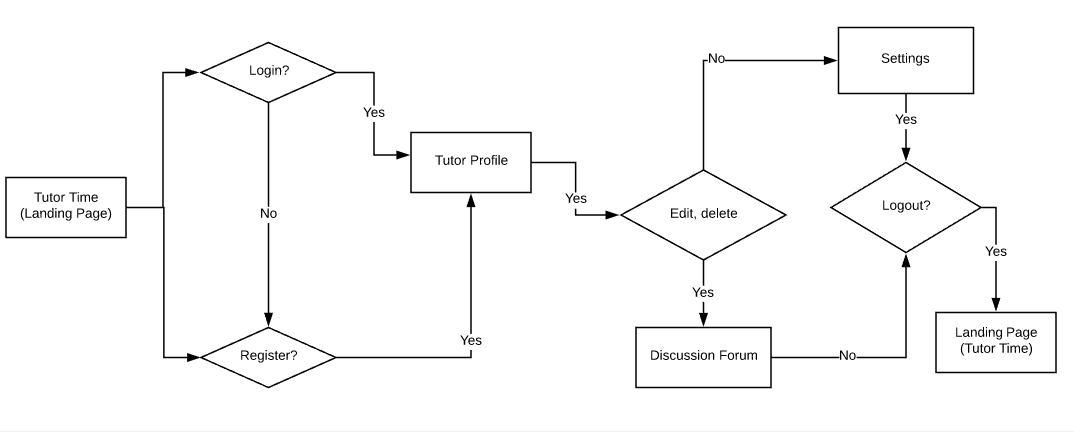 No
Settings
Login?
Yes
Yes
Tutor Profile
Tutor Time
(Landing Page)
Yes
Edit, delete
Logout?
No
Yes
Yes
Landing Page
(Tutor Time)
Yes
Register?
Discussion Forum
No